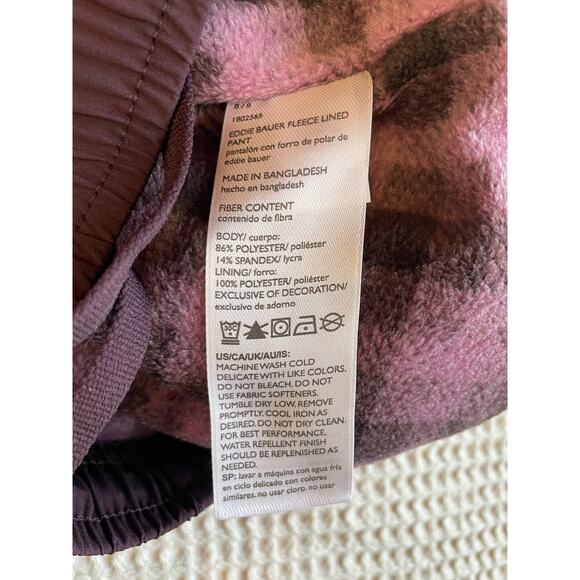 1802565
EDDIE BAUER FLEECE LINED
PANT
pantalón con forro de polar de
eddie bauer
MADE IN BANGLADESH
hecho en bangladesh
FIBER CONTENT
contenido de fibra
BODY/ cuerpo:
86% POLYESTER/ poliéster
14% SPANDEX/ lycra
LINING/ forro:
100% POLYESTER/ poliéster
EXCLUSIVE OF DECORATION/
exclusivo de adorno
30C
US/CA/UK/AU/IS:
MACHINE WASH COLD
DELICATE WITH LIKE COLORS.
DO NOT BLEACH. DO NOT
USE FABRIC SOFTENERS.
TUMBLE DRY LOW. REMOVE
PROMPTLY. COOL IRON AS
DESIRED. DO NOT DRY CLEAN.
FOR BEST PERFORMANCE,
WATER REPELLENT FINISH
SHOULD BE REPLENISHED AS
NEEDED.
SP: lavar a máquina con agua fría
en ciclo delicado con colores
similares. no usar cloro. no usar